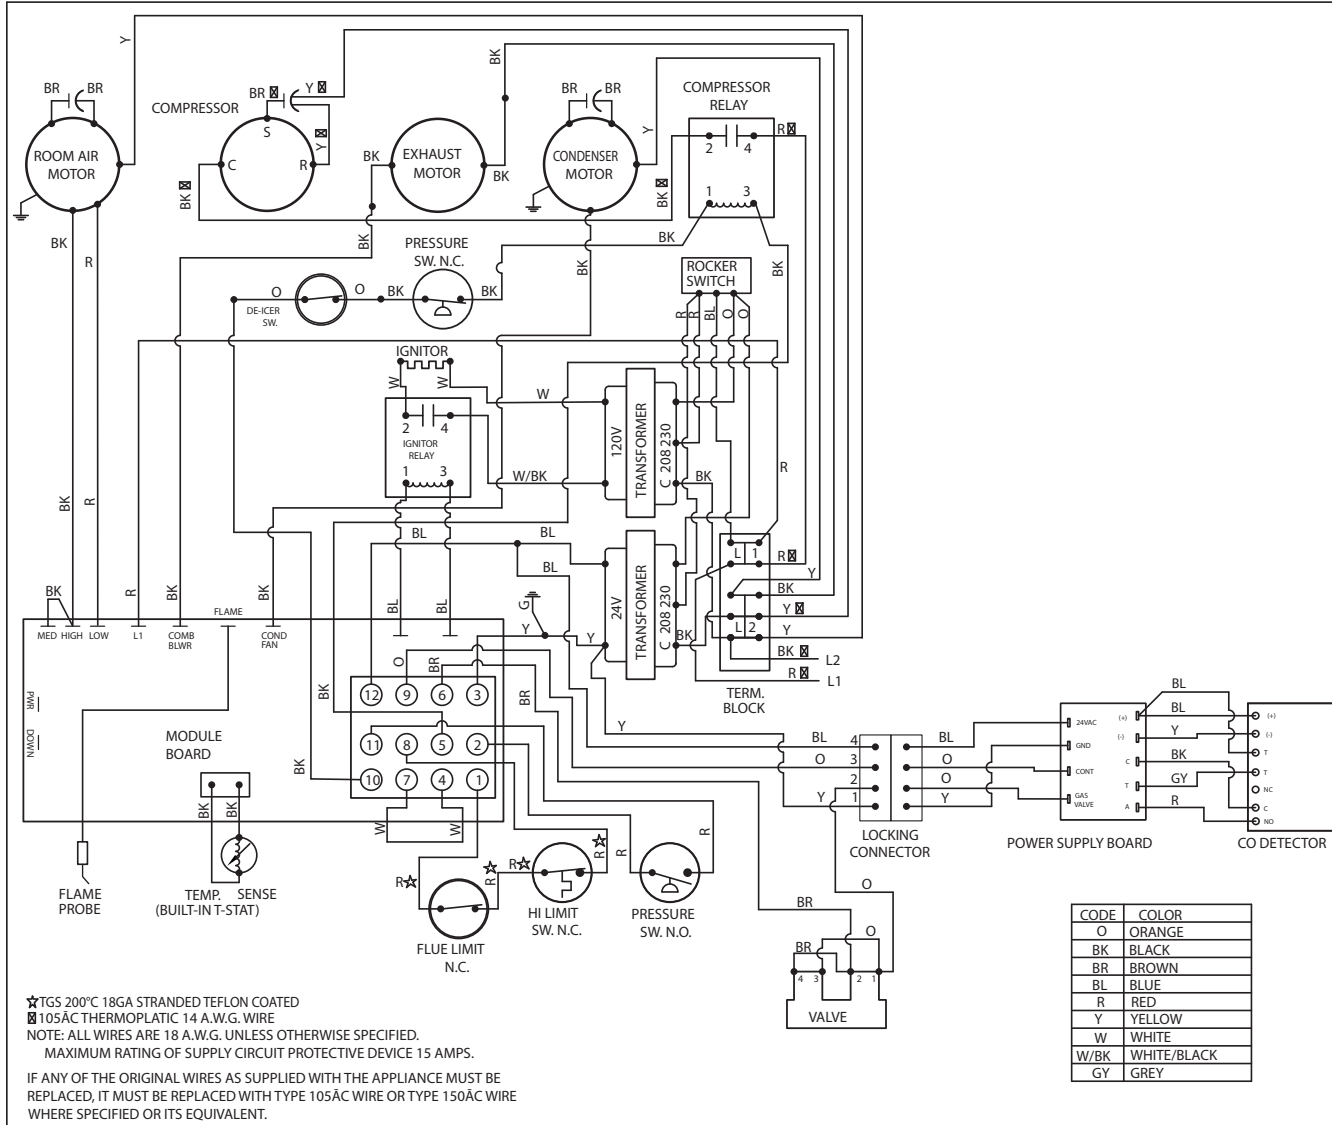 Y
BR BR
ROOM AIR
MOTOR
COMPRESSOR
BR Y
S
C R
Y
BK
BK
BK
EXHAUST
MOTOR
BK
BK
BR BR
CONDENSER
MOTOR
Y
BK
COMPRESSOR
RELAY
2 4
R
BK
1 3
BK
BK
BK
R
PRESSURE
SW. N.C.
O O BK BK
DE-ICER
SW.
ROCKER
SWITCH
R R BL O O
IGNITOR
W W
W
2 4
IGNITOR
RELAY
1 3
W/BK
120V
TRANSFORMER
C 208 230
BK
R
BK
R
BL
BL
BL
BL
BL
24V
TRANSFORMER
C 208 230
BK
L 1
R
Y
BK
Y
L 2
Y
BK
L2
R
L1
TERM.
BLOCK
G
Y
Y
BK
R
BK
BK
MED HIGH LOW
L1
COMB
BLWR
FLAME
COND
FAN
O
BR
BR
12 9 6 3
11 8 5 2
10 7 4 1
BK
BK
PWR
DOWN
MODULE
BOARD
BK BK
W W
FLAME
PROBE
TEMP. SENSE
(BUILT-IN T-STAT)
R
R
R
R
R
R
FLUE LIMIT
N.C.
HI LIMIT
SW. N.C.
PRESSURE
SW. N.O.
Y
BL 4 BL
O 3 O
2 O
Y 1 Y
LOCKING
CONNECTOR
24VAC
GND
CONT
GAS
VALVE
(+)
(-)
C
T
A
POWER SUPPLY BOARD
BL
BL
Y
BK
GY
R
(+)
(-)
T
T
NC
C
NO
CO DETECTOR
O
BR
O
BR
4 3 2 1
VALVE
CODE COLOR
O ORANGE
BK BLACK
BR BROWN
BL BLUE
R RED
Y YELLOW
W WHITE
W/BK WHITE/BLACK
GY GREY
TGS 200°C 18GA STRANDED TEFLON COATED
105ÃC THERMOPLATIC 14 A.W.G. WIRE
NOTE: ALL WIRES ARE 18 A.W.G. UNLESS OTHERWISE SPECIFIED.
MAXIMUM RATING OF SUPPLY CIRCUIT PROTECTIVE DEVICE 15 AMPS.
IF ANY OF THE ORIGINAL WIRES AS SUPPLIED WITH THE APPLIANCE MUST BE
REPLACED, IT MUST BE REPLACED WITH TYPE 105ÃC WIRE OR TYPE 150ÃC WIRE
WHERE SPECIFIED OR ITS EQUIVALENT.